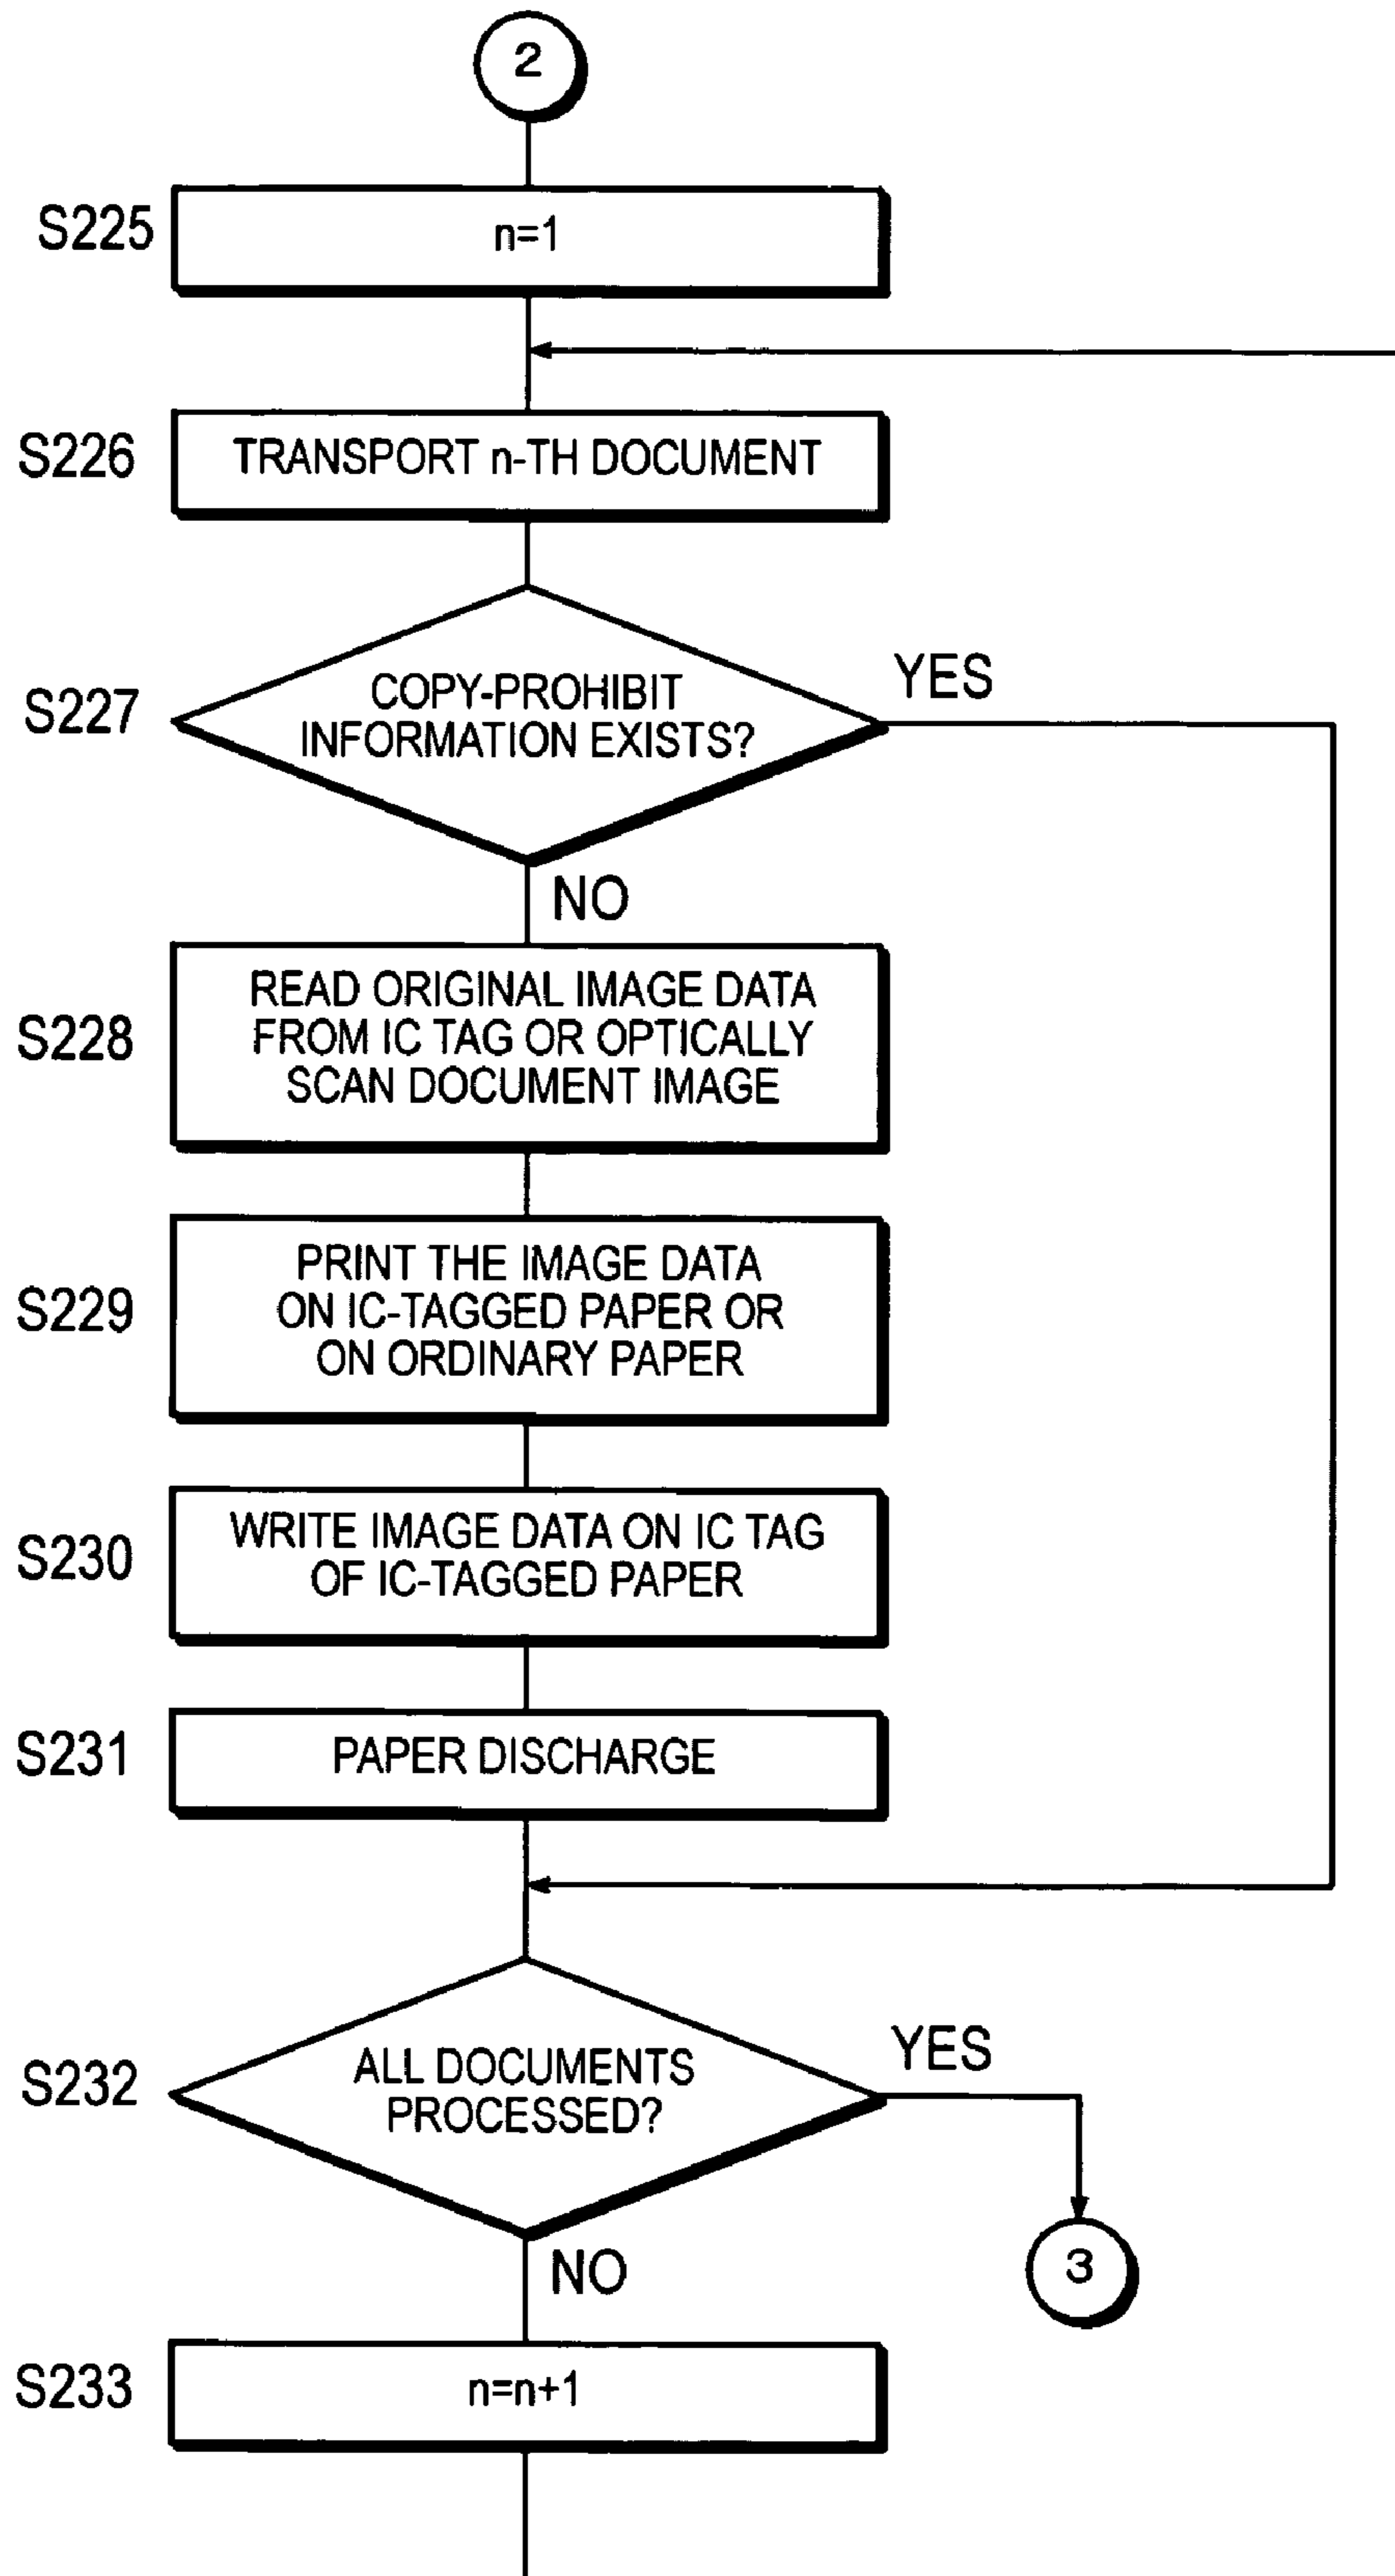 2
S225
n=1
S226
TRANSPORT n-TH DOCUMENT
S227
COPY-PROHIBIT
INFORMATION EXISTS?
YES
NO
S228
READ ORIGINAL IMAGE DATA
FROM IC TAG OR OPTICALLY
SCAN DOCUMENT IMAGE
S229
PRINT THE IMAGE DATA
ON IC-TAGGED PAPER OR
ON ORDINARY PAPER
S230
WRITE IMAGE DATA ON IC TAG
OF IC-TAGGED PAPER
S231
PAPER DISCHARGE
S232
ALL DOCUMENTS
PROCESSED?
YES
3
NO
S233
n=n+1